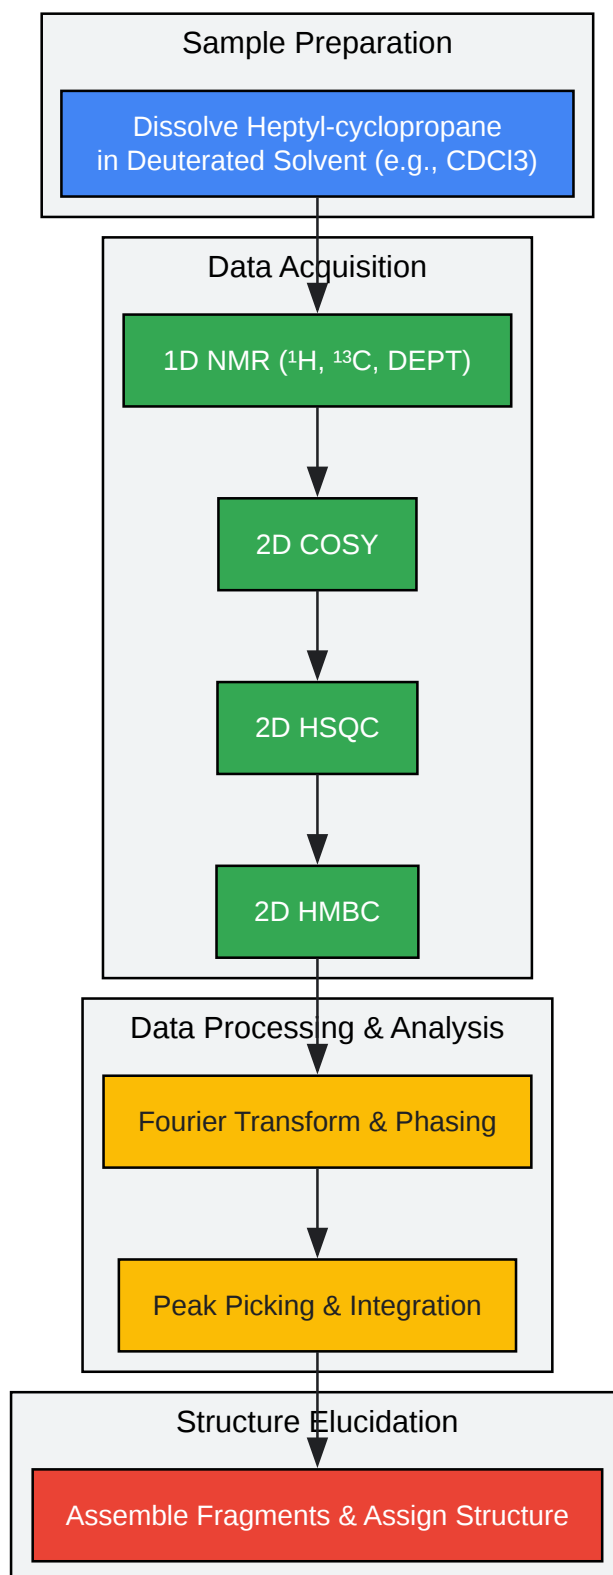 Sample Preparation
Dissolve Heptyl-cyclopropane
in Deuterated Solvent (e.g., CDCl3)
Data Acquisition
1D NMR (¹H, ¹³C, DEPT)
2D COSY
2D HSQC
2D HMBC
Data Processing & Analysis
Fourier Transform & Phasing
Peak Picking & Integration
Structure Elucidation
Assemble Fragments & Assign Structure